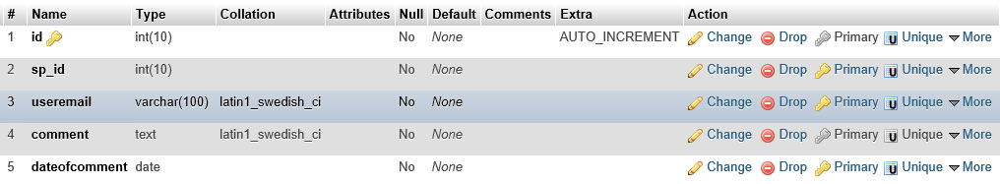 # Name Type Collation Attributes Null Default Comments Extra Action
1 id int(10) No None AUTO_INCREMENT Change Drop Primary Unique More
2 sp_id int(10) No None Change Drop Primary Unique More
3 useremail varchar(100) latin1_swedish_ci No None Change Drop Primary Unique More
4 comment text latin1_swedish_ci No None Change Drop Primary Unique More
5 dateofcomment date No None Change Drop Primary Unique More